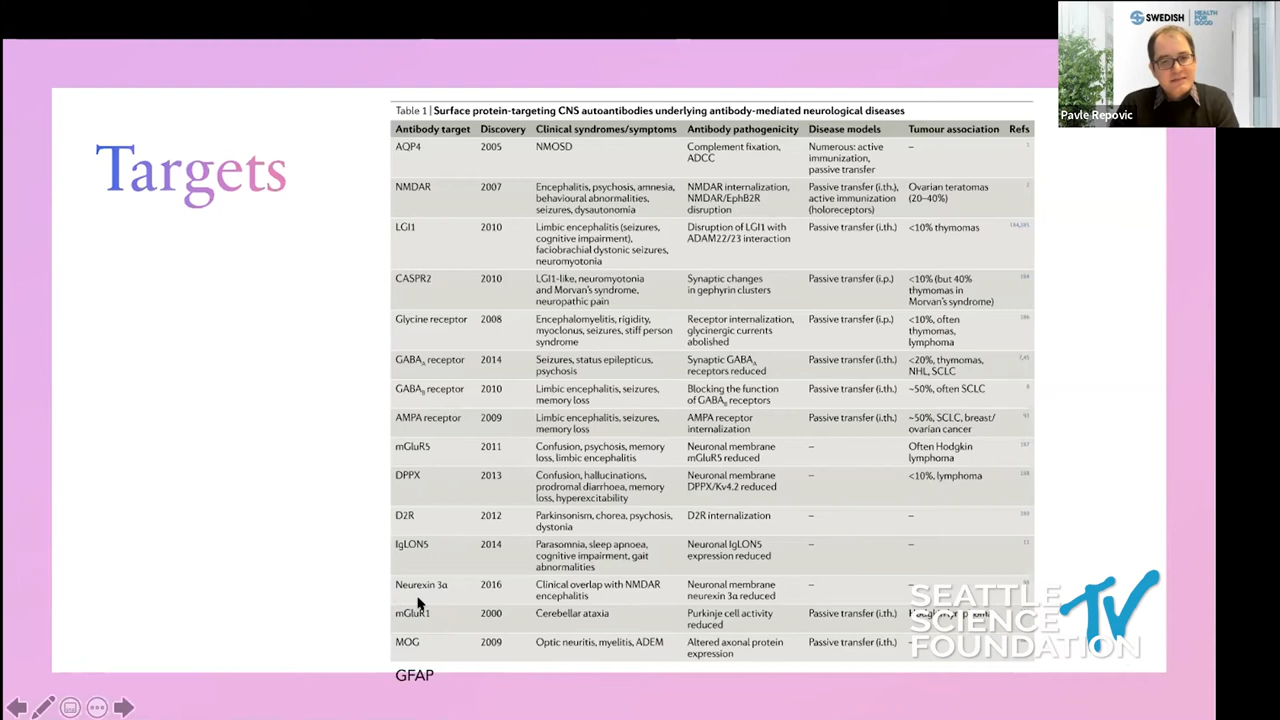 SWEDISH
HEALTH
FOR
GOOD
Pavle Repovic
Targets
Table 1 | Surface protein-targeting CNS autoantibodies underlying antibody-mediated neurological diseases
Antibody target Discovery Clinical syndromes/symptoms Antibody pathogenicity Disease models Tumour association Refs
AQP4 2005 NMOSD Complement fixation, Numerous: active – 1
ADCC immunization,
passive transfer
NMDAR 2007 Encephalitis, psychosis, amnesia, NMDAR internalization, Passive transfer (i.th.), Ovarian teratomas 2
behavioural abnormalities, NMDAR/EphB2R active immunization (20–40%)
seizures, dysautonomia disruption (holoreceptors)
LGI1 2010 Limbic encephalitis (seizures, Disruption of LGI1 with Passive transfer (i.th.) <10% thymomas
cognitive impairment), ADAM22/23 interaction
faciobrachial dystonic seizures,
neuromyotonia
CASPR2 2010 LGI1-like, neuromyotonia Synaptic changes Passive transfer (i.p.) <10% (but 40%
and Morvan's syndrome, in gephyrin clusters thymomas in
neuropathic pain Morvan's syndrome)
Glycine receptor 2008 Encephalomyelitis, rigidity, Receptor internalization, Passive transfer (i.p.) <10%, often
myoclonus, seizures, stiff person glycinergic currents thymomas,
syndrome abolished lymphoma
GABAA receptor 2014 Seizures, status epilepticus, Synaptic GABAA Passive transfer (i.th.) <20%, thymomas,
psychosis receptors reduced NHL, SCLC
GABAB receptor 2010 Limbic encephalitis, seizures, Blocking the function Passive transfer (i.th.) ~50%, often SCLC
memory loss of GABAB receptors
AMPA receptor 2009 Limbic encephalitis, seizures, AMPA receptor Passive transfer (i.th.) ~50%, SCLC, breast/
memory loss internalization ovarian cancer
mGluR5 2011 Confusion, psychosis, memory Neuronal membrane – Often Hodgkin
loss, limbic encephalitis mGluR5 reduced lymphoma
DPPX 2013 Confusion, hallucinations, Neuronal membrane – <10%, lymphoma
prodromal diarrhoea, memory DPPX/Kv4.2 reduced
loss, hyperexcitability
D2R 2012 Parkinsonism, chorea, psychosis, D2R internalization – –
dystonia
IgLON5 2014 Parasomnia, sleep apnoea, Neuronal IgLON5 – –
cognitive impairment, gait expression reduced
abnormalities
Neurexin 3α 2016 Clinical overlap with NMDAR Neuronal membrane – –
encephalitis neurexin 3α reduced
mGluR1 2000 Cerebellar ataxia Purkinje cell activity Passive transfer (i.th.) Hodgkin lymphoma
reduced
MOG 2009 Optic neuritis, myelitis, ADEM Altered axonal protein Passive transfer (i.th.) –
expression
GFAP
SEATTLE
SCIENCE
FOUNDATION
TV